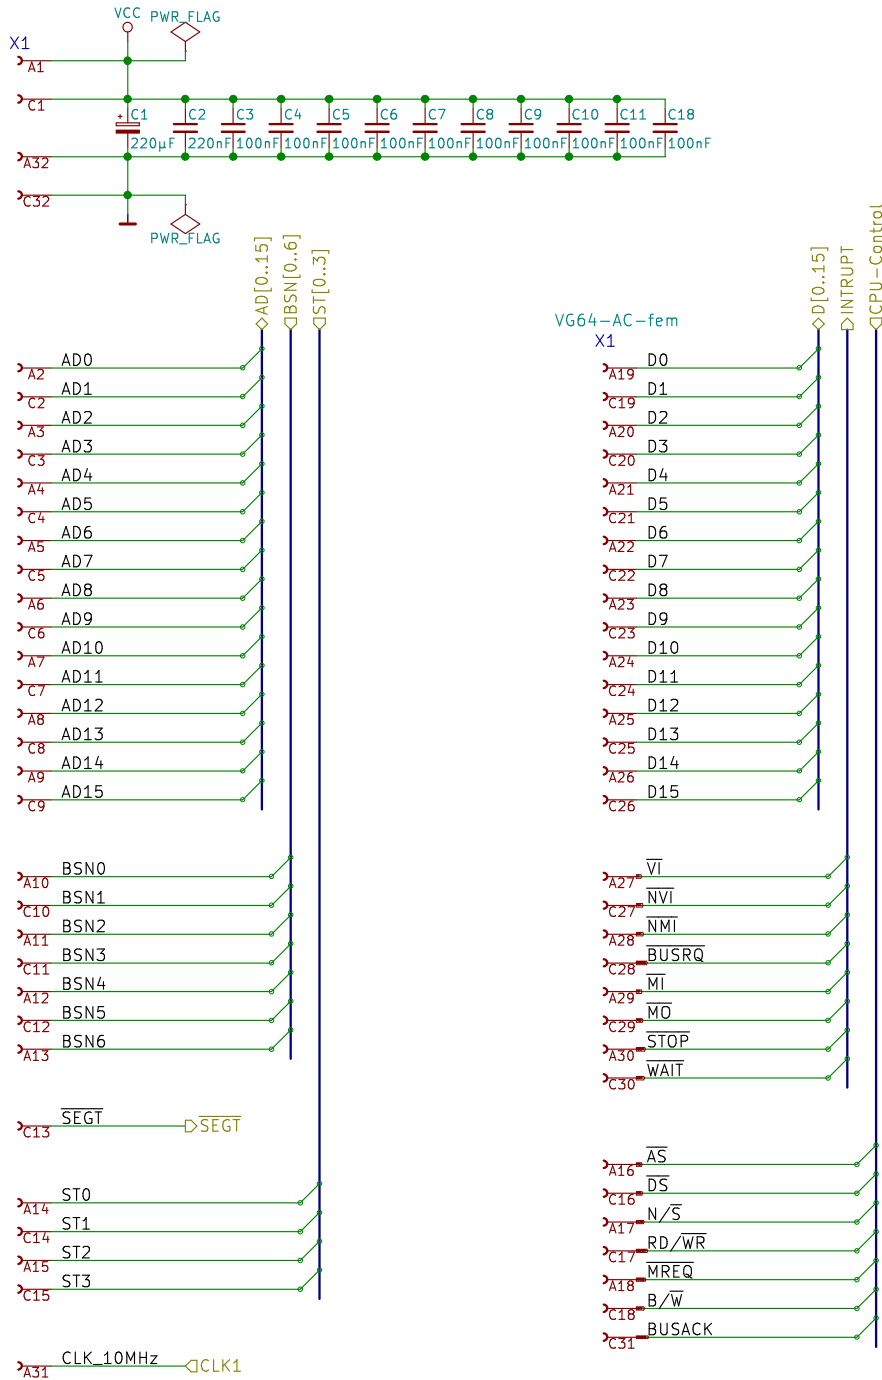 VCC
PWR_FLAG
X1
A1
C1
C1 C2 C3 C4 C5 C6 C7 C8 C9 C10 C11 C18
220µF 220nF 100nF 100nF 100nF 100nF 100nF 100nF 100nF 100nF 100nF 100nF
A32
C32
PWR_FLAG
AD[0..15]
BSN[0..6]
ST[0..3]
A2 AD0
C2 AD1
A3 AD2
C3 AD3
A4 AD4
C4 AD5
A5 AD6
C5 AD7
A6 AD8
C6 AD9
A7 AD10
C7 AD11
A8 AD12
C8 AD13
A9 AD14
C9 AD15
A10 BSN0
C10 BSN1
A11 BSN2
C11 BSN3
A12 BSN4
C12 BSN5
A13 BSN6
C13 SEGT SEGT
A14 ST0
C14 ST1
A15 ST2
C15 ST3
A31 CLK_10MHz CLK1
D[0..15]
INTRUPT
CPU-Control
VG64-AC-fem
X1
A19 D0
C19 D1
A20 D2
C20 D3
A21 D4
C21 D5
A22 D6
C22 D7
A23 D8
C23 D9
A24 D10
C24 D11
A25 D12
C25 D13
A26 D14
C26 D15
A27 VI
C27 NVI
A28 NMI
C28 BUSRQ
A29 MI
C29 MO
A30 STOP
C30 WAIT
A16 AS
C16 DS
A17 N/S
C17 RD/WR
A18 MREQ
C18 B/W
C31 BUSACK